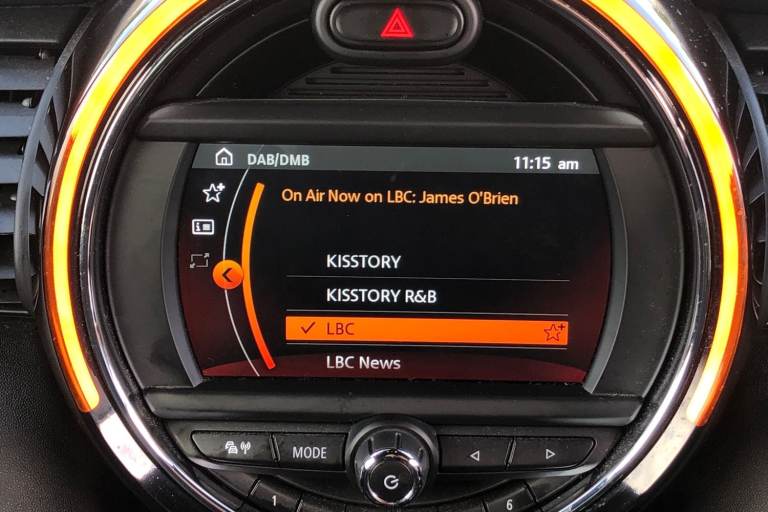 DAB/DMB 11:15 am
On Air Now on LBC: James O'Brien
KISSTORY
KISSTORY R&B
LBC
LBC News
MODE
1 6